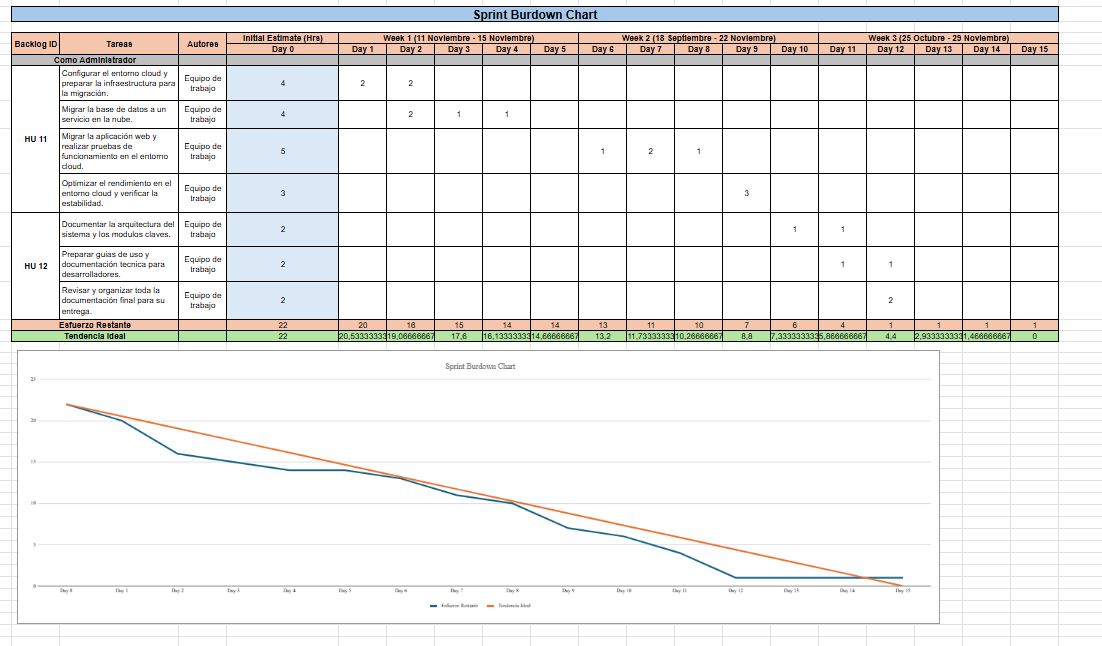 Sprint Burdown Chart
Backlog ID Tareas Autores Initial Estimate (Hrs) Week 1 (11 Noviembre - 15 Noviembre) Week 2 (18 Septiembre - 22 Noviembre) Week 3 (25 Octubre - 29 Noviembre)
Day 0 Day 1 Day 2 Day 3 Day 4 Day 5 Day 6 Day 7 Day 8 Day 9 Day 10 Day 11 Day 12 Day 13 Day 14 Day 15
Como Administrador
HU 11
Configurar el entorno cloud y
preparar la infraestructura para
la migración.
Equipo de
trabajo
4 2 2
Migrar la base de datos a un
servicio en la nube.
Equipo de
trabajo
4 2 1 1
Migrar la aplicación web y
realizar pruebas de
funcionamiento en el entorno
cloud.
Equipo de
trabajo
5 1 2 1
Optimizar el rendimiento en el
entorno cloud y verificar la
estabilidad.
Equipo de
trabajo
3 3
HU 12
Documentar la arquitectura del
sistema y los modulos claves.
Equipo de
trabajo
2 1 1
Preparar guias de uso y
documentación tecnica para
desarrolladores.
Equipo de
trabajo
2 1 1
Revisar y organizar toda la
documentación final para su
entrega.
Equipo de
trabajo
2 2
Esfuerzo Restante 22 20 16 15 14 14 13 11 10 7 6 4 1 1 1 1
Tendencia Ideal 22 20,53333333 19,06666667 17,6 16,13333333 14,66666667 13,2 11,73333333 10,26666667 8,8 7,333333333 5,866666667 4,4 2,933333333 1,466666667 0
Sprint Burdown Chart
25
20
15
10
5
0
Day 0 Day 1 Day 2 Day 3 Day 4 Day 5 Day 6 Day 7 Day 8 Day 9 Day 10 Day 11 Day 12 Day 13 Day 14 Day 15
Esfuerzo Restante Tendencia Ideal